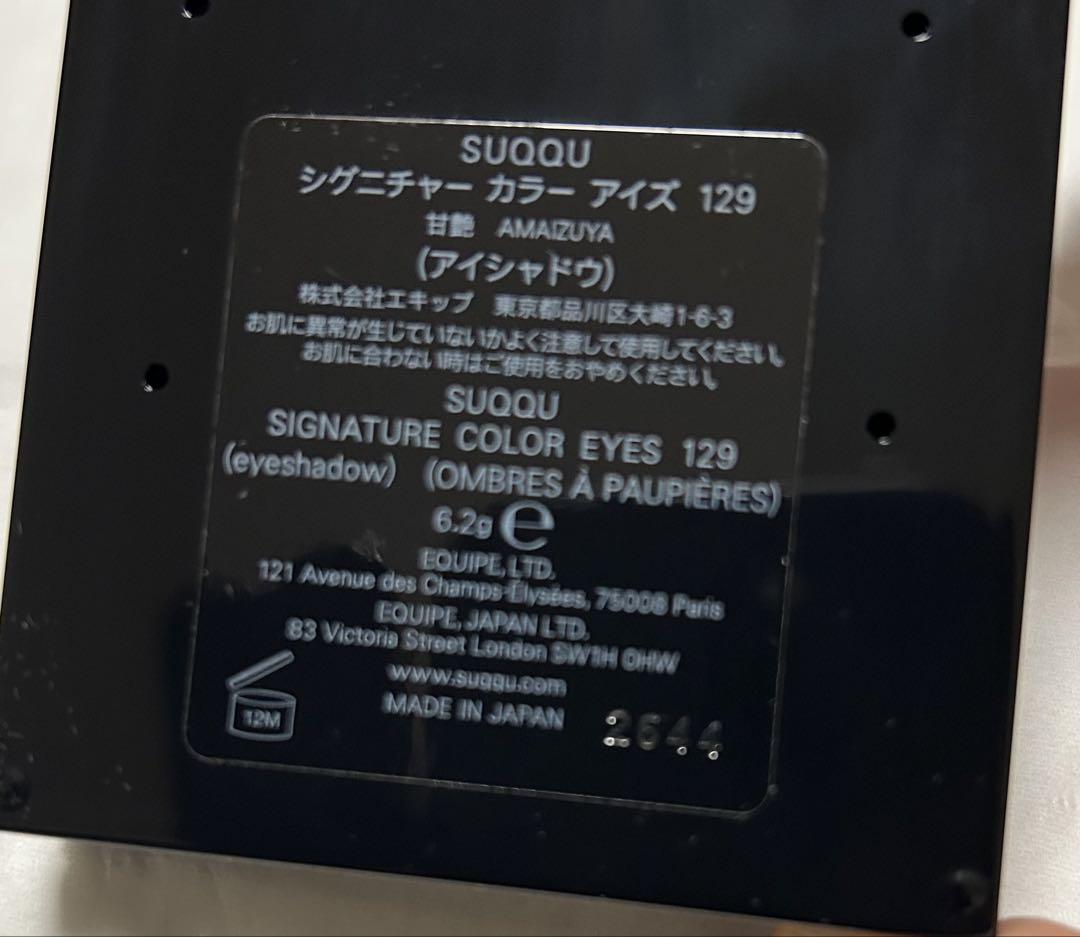 SUQQU
シグニチャー カラー アイズ 129
甘艶 AMAIZUYA
(アイシャドウ)
株式会社エキップ 東京都品川区大崎1-6-3
お肌に異常が生じていないかよく注意して使用してください。
お肌に合わない時はご使用をおやめください。
SUQQU
SIGNATURE COLOR EYES 129
(eyeshadow) (OMBRES À PAUPIÈRES)
6.2g e
EQUIPE, LTD.
121 Avenue des Champs-Élysées, 75008 Paris
EQUIPE, JAPAN LTD.
83 Victoria Street London SW1H 0HW
www.suqqu.com
MADE IN JAPAN
12M
2644